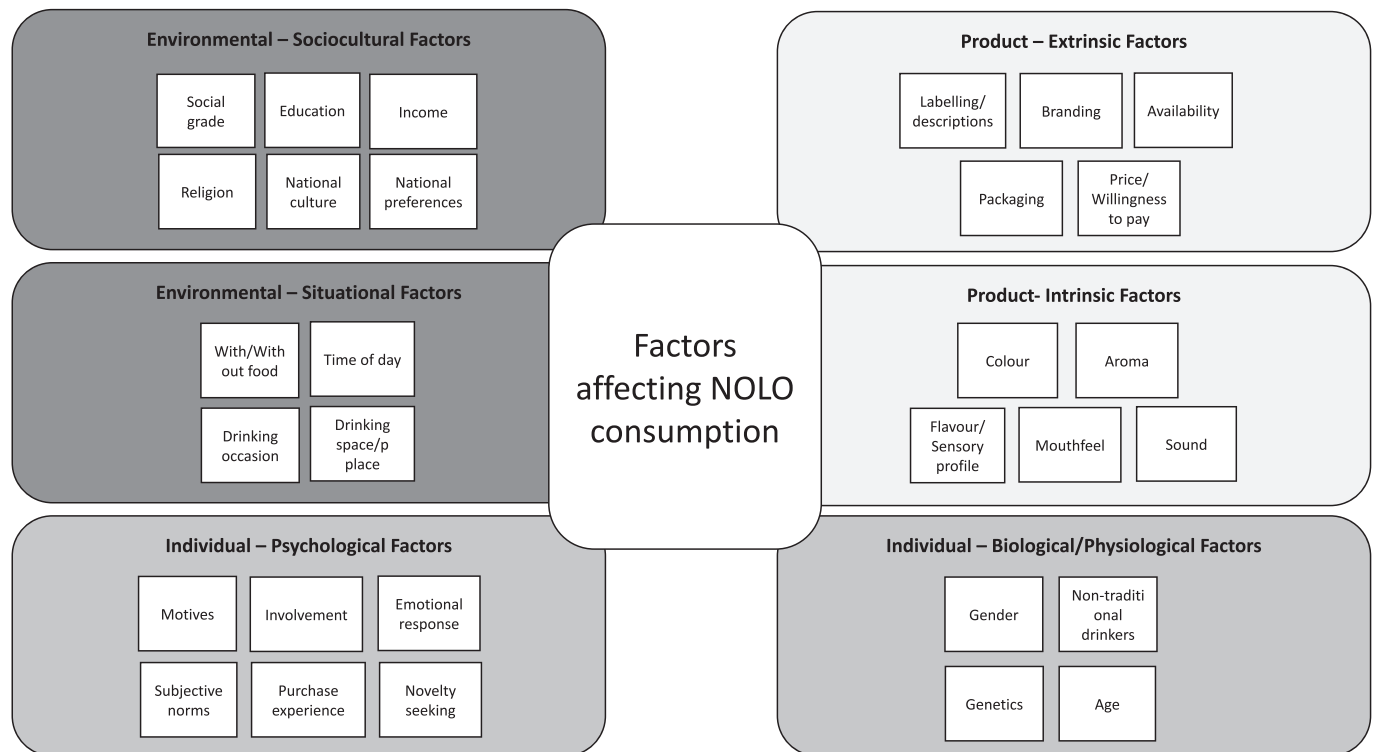 Environmental – Sociocultural Factors
Social
grade
Education
Income
Religion
National
culture
National
preferences
Product – Extrinsic Factors
Labelling/
descriptions
Branding
Availability
Packaging
Price/
Willingness
to pay
Environmental – Situational Factors
With/With
out food
Time of day
Drinking
occasion
Drinking
space/p
place
Factors
affecting NOLO
consumption
Product- Intrinsic Factors
Colour
Aroma
Flavour/
Sensory
profile
Mouthfeel
Sound
Individual – Psychological Factors
Motives
Involvement
Emotional
response
Subjective
norms
Purchase
experience
Novelty
seeking
Individual – Biological/Physiological Factors
Gender
Non-traditi
onal
drinkers
Genetics
Age